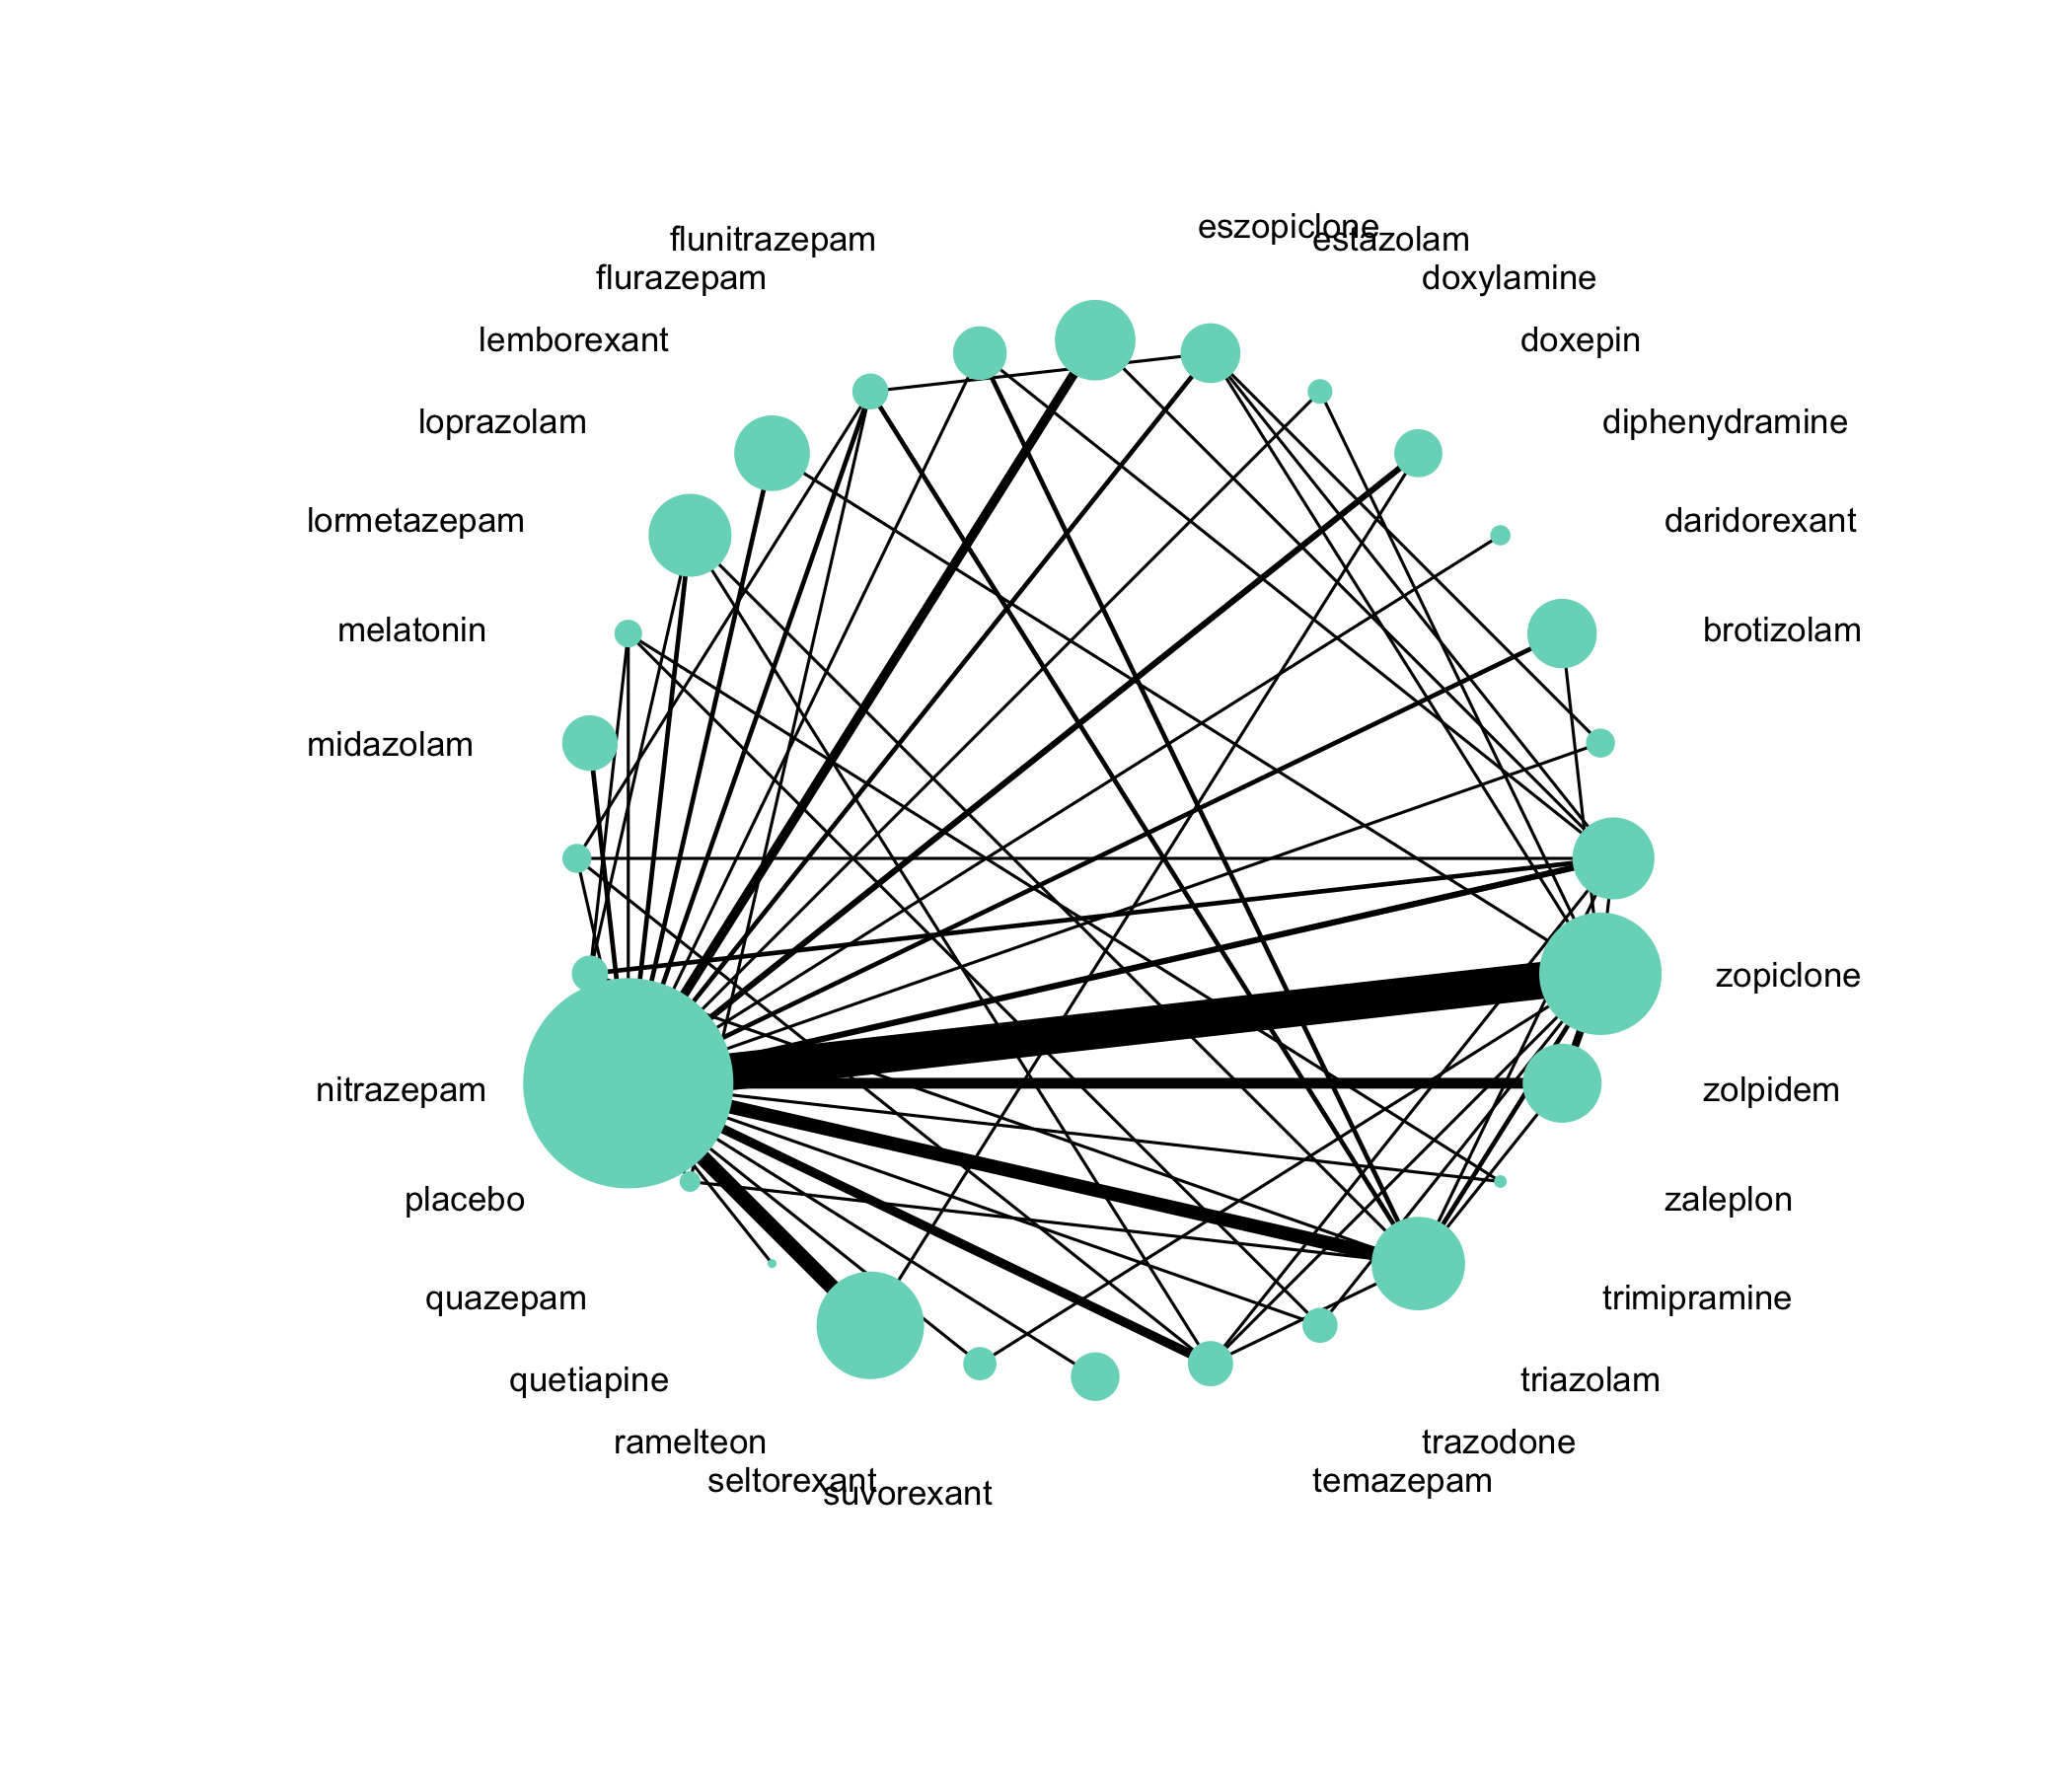 eszopiclone
flunitrazepam
estazolam
flurazepam
doxylamine
lemborexant
doxepin
loprazolam
diphenydramine
lormetazepam
daridorexant
melatonin
brotizolam
midazolam
zopiclone
nitrazepam
zolpidem
placebo
zaleplon
quazepam
trimipramine
quetiapine
triazolam
ramelteon
trazodone
seltorexant
temazepam
suvorexant